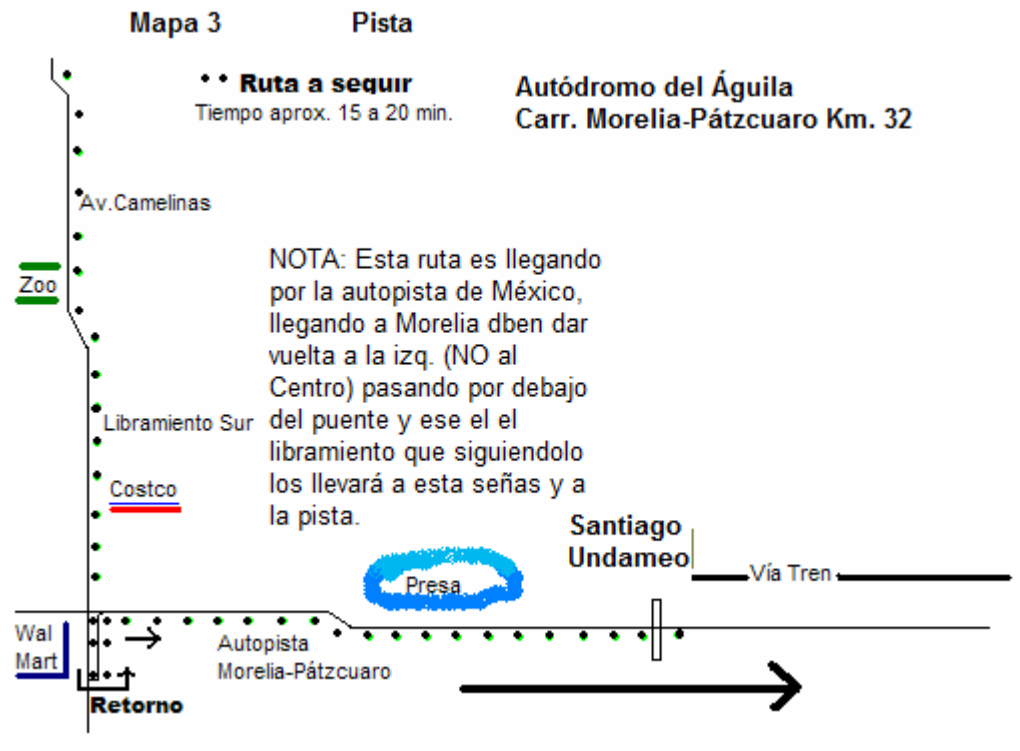 Mapa 3
Pista
Ruta a seguir
Tiempo aprox. 15 a 20 min.
Autódromo del Águila
Carr. Morelia-Pátzcuaro Km. 32
Av.Camelinas
Zoo
NOTA: Esta ruta es llegando
por la autopista de México,
llegando a Morelia dben dar
vuelta a la izq. (NO al
Centro) pasando por debajo
del puente y ese el el
libramiento que siguiendolo
los llevará a esta señas y a
la pista.
Libramiento Sur
Costco
Santiago
Undameo
Vía Tren
Presa
Wal
Mart
Autopista
Morelia-Pátzcuaro
Retorno